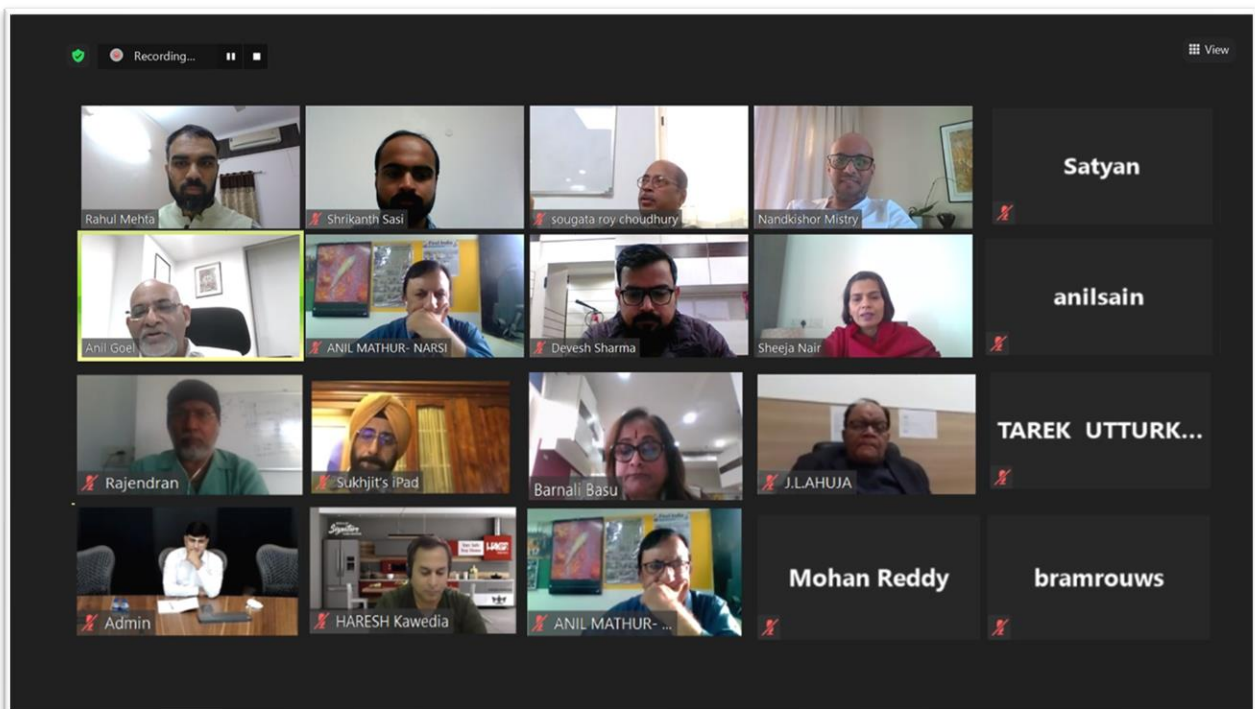 Recording...
View
Rahul Mehta
Shrikanth Sasi
sougata roy choudhury
Nandkishor Mistry
Satyan
Anil Goel
ANIL MATHUR- NARSI
Devesh Sharma
Sheeja Nair
anilsain
Rajendran
Sukhjit's iPad
Barnali Basu
J.L.AHUJA
TAREK UTTURK...
Admin
Signature
HARESH Kawedia
ANIL MATHUR- ...
Mohan Reddy
bramrouws